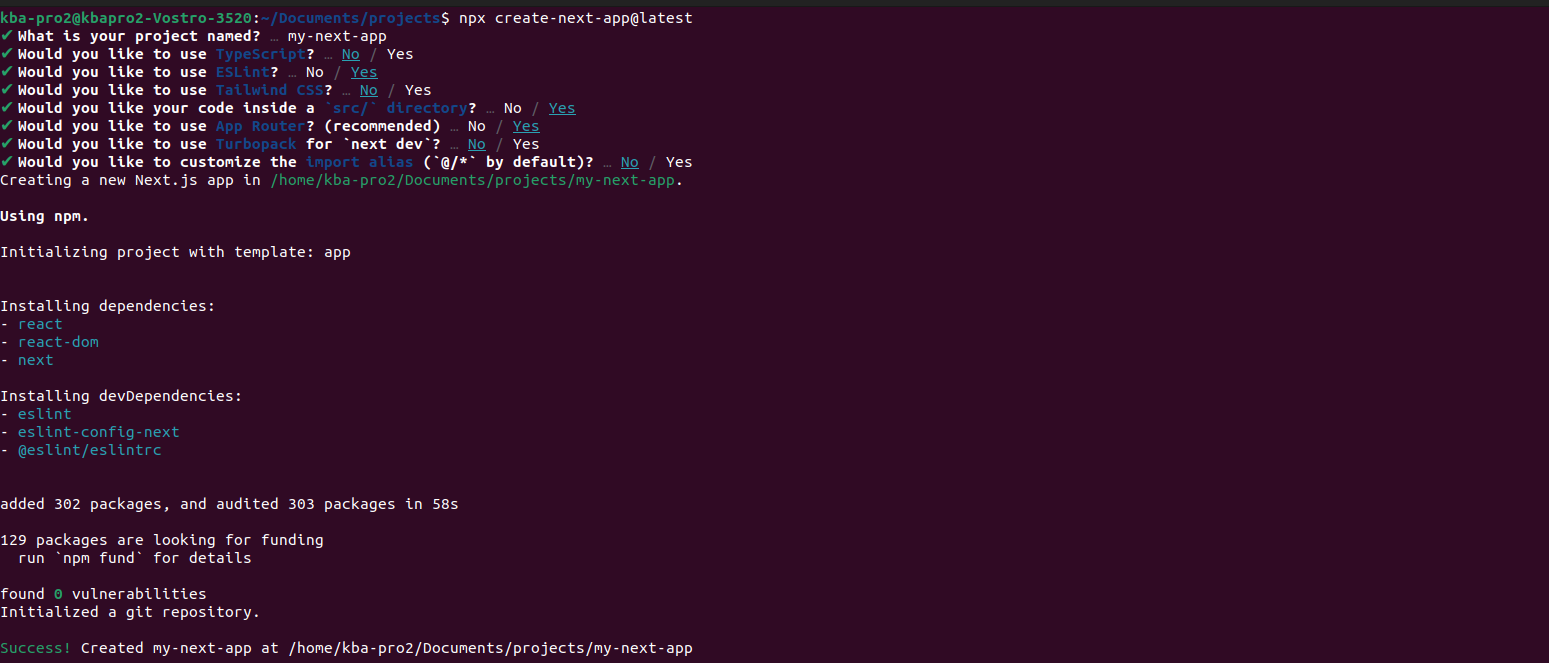 kba-pro2@kbapro2-Vostro-3520:~/Documents/projects$ npx create-next-app@latest
✔ What is your project named? … my-next-app
✔ Would you like to use TypeScript? … No / Yes
✔ Would you like to use ESLint? … No / Yes
✔ Would you like to use Tailwind CSS? … No / Yes
✔ Would you like your code inside a `src/` directory? … No / Yes
✔ Would you like to use App Router? (recommended) … No / Yes
✔ Would you like to use Turbopack for `next dev`? … No / Yes
✔ Would you like to customize the import alias (`@/*` by default)? … No / Yes
Creating a new Next.js app in /home/kba-pro2/Documents/projects/my-next-app.
Using npm.
Initializing project with template: app
Installing dependencies:
- react
- react-dom
- next
Installing devDependencies:
- eslint
- eslint-config-next
- @eslint/eslintrc
added 302 packages, and audited 303 packages in 58s
129 packages are looking for funding
  run `npm fund` for details
found 0 vulnerabilities
Initialized a git repository.
Success! Created my-next-app at /home/kba-pro2/Documents/projects/my-next-app